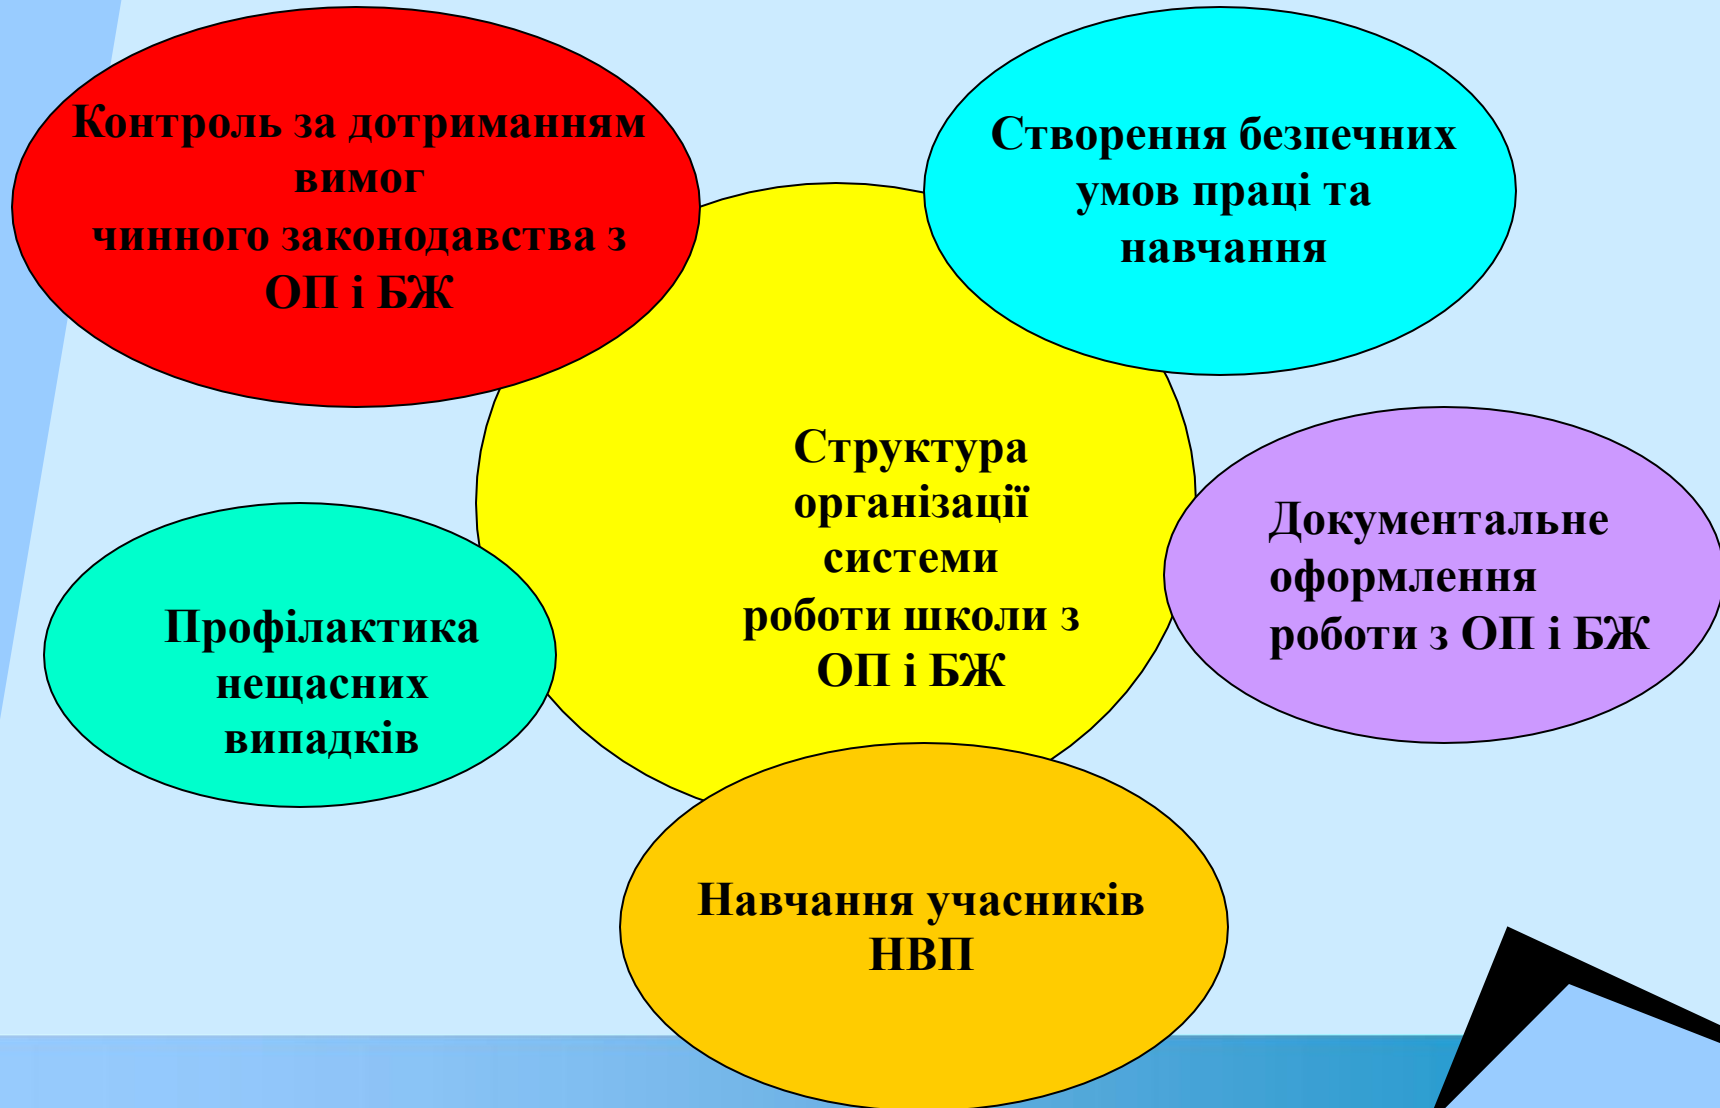 Контроль за дотриманням
вимог
чинного законодавства з
ОП і БЖ
Створення безпечних
умов праці та
навчання
Структура
організації
системи
роботи школи з
ОП і БЖ
Документальне
оформлення
роботи з ОП і БЖ
Профілактика
нещасних
випадків
Навчання учасників
НВП